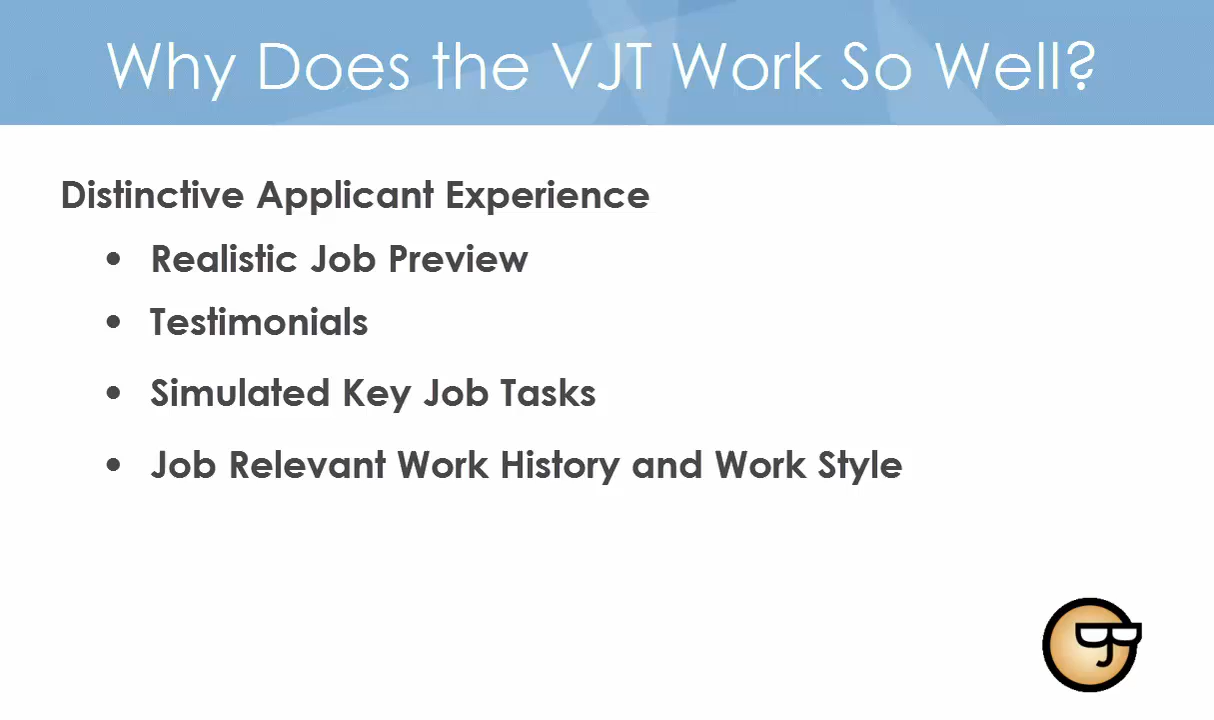 Why Does the VJT Work So Well?
Distinctive Applicant Experience
• Realistic Job Preview
• Testimonials
• Simulated Key Job Tasks
• Job Relevant Work History and Work Style